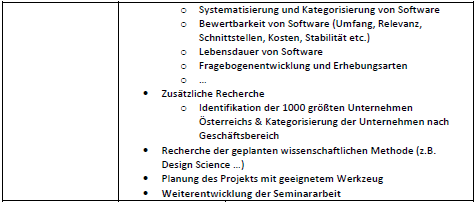 o Systematisierung und Kategorisierung von Software
o Bewertbarkeit von Software (Umfang, Relevanz,
Schnittstellen, Kosten, Stabilität etc.)
o Lebensdauer von Software
o Fragebogenentwicklung und Erhebungsarten
o ...
• Zusätzliche Recherche
o Identifikation der 1000 größten Unternehmen
Österreichs & Kategorisierung der Unternehmen nach
Geschäftsbereich
• Recherche der geplanten wissenschaftlichen Methode (z.B.
Design Science ...)
• Planung des Projekts mit geeignetem Werkzeug
• Weiterentwicklung der Seminararbeit